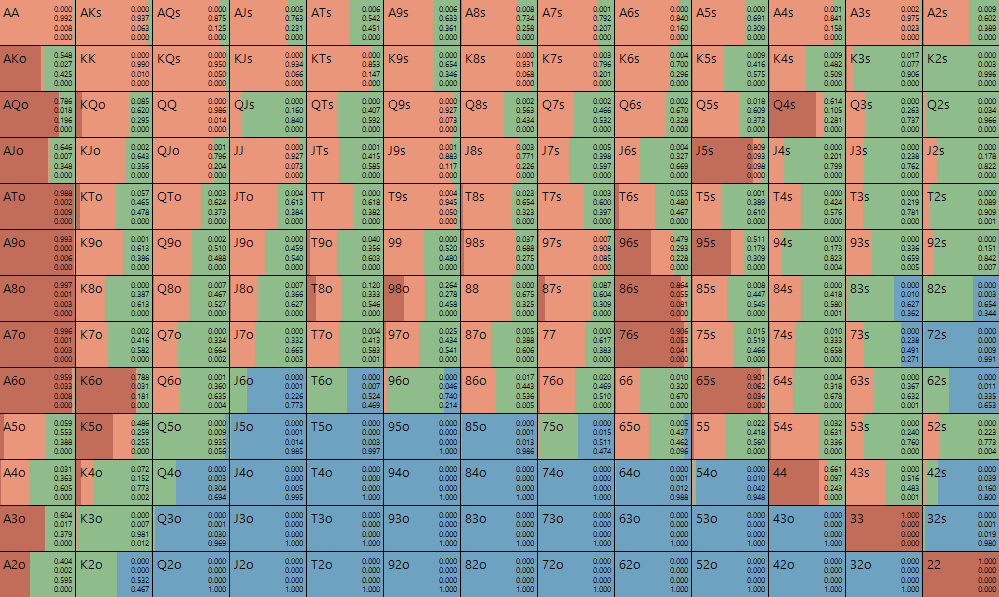 AA 0.000 0.992 0.008 0.000
AKs 0.000 0.937 0.063 0.000
AQs 0.000 0.875 0.125 0.000
AJs 0.005 0.763 0.231 0.000
ATs 0.006 0.542 0.451 0.000
A9s 0.006 0.633 0.361 0.000
A8s 0.008 0.734 0.258 0.000
A7s 0.001 0.792 0.207 0.000
A6s 0.000 0.840 0.160 0.000
A5s 0.000 0.691 0.309 0.000
A4s 0.001 0.841 0.158 0.000
A3s 0.002 0.975 0.023 0.000
A2s 0.009 0.602 0.389 0.000
AKo 0.548 0.027 0.425 0.000
KK 0.000 0.990 0.010 0.000
KQs 0.000 0.950 0.050 0.000
KJs 0.000 0.934 0.066 0.000
KTs 0.000 0.853 0.147 0.000
K9s 0.000 0.654 0.346 0.000
K8s 0.000 0.931 0.068 0.000
K7s 0.003 0.796 0.201 0.000
K6s 0.004 0.700 0.296 0.000
K5s 0.009 0.416 0.575 0.000
K4s 0.009 0.482 0.509 0.000
K3s 0.017 0.077 0.906 0.000
K2s 0.000 0.003 0.996 0.000
AQo 0.786 0.018 0.196 0.000
KQo 0.085 0.620 0.295 0.000
QQ 0.000 0.986 0.014 0.000
QJs 0.000 0.160 0.840 0.000
QTs 0.000 0.407 0.592 0.000
Q9s 0.000 0.927 0.073 0.000
Q8s 0.002 0.563 0.434 0.000
Q7s 0.002 0.466 0.532 0.000
Q6s 0.002 0.670 0.328 0.000
Q5s 0.018 0.609 0.373 0.000
Q4s 0.614 0.105 0.281 0.000
Q3s 0.000 0.263 0.737 0.000
Q2s 0.000 0.034 0.966 0.000
AJo 0.646 0.007 0.348 0.000
KJo 0.002 0.643 0.356 0.000
QJo 0.001 0.796 0.204 0.000
JJ 0.000 0.927 0.073 0.000
JTs 0.001 0.415 0.585 0.000
J9s 0.001 0.883 0.117 0.000
J8s 0.003 0.771 0.226 0.000
J7s 0.005 0.398 0.597 0.000
J6s 0.004 0.327 0.669 0.000
J5s 0.809 0.093 0.098 0.000
J4s 0.001 0.201 0.799 0.000
J3s 0.000 0.238 0.762 0.000
J2s 0.000 0.178 0.822 0.000
ATo 0.988 0.002 0.009 0.000
KTo 0.057 0.465 0.478 0.000
QTo 0.003 0.624 0.373 0.000
JTo 0.004 0.613 0.384 0.000
TT 0.000 0.618 0.382 0.000
T9s 0.004 0.945 0.050 0.000
T8s 0.023 0.654 0.323 0.000
T7s 0.003 0.600 0.397 0.000
T6s 0.053 0.480 0.467 0.000
T5s 0.001 0.389 0.610 0.000
T4s 0.000 0.424 0.576 0.000
T3s 0.000 0.219 0.781 0.000
T2s 0.001 0.089 0.909 0.001
A9o 0.993 0.000 0.006 0.000
K9o 0.001 0.613 0.386 0.000
Q9o 0.002 0.510 0.488 0.000
J9o 0.000 0.459 0.540 0.000
T9o 0.040 0.356 0.603 0.000
99 0.000 0.520 0.480 0.000
98s 0.037 0.688 0.275 0.000
97s 0.007 0.908 0.085 0.000
96s 0.479 0.293 0.228 0.000
95s 0.511 0.179 0.309 0.000
94s 0.000 0.173 0.823 0.004
93s 0.000 0.336 0.659 0.005
92s 0.000 0.151 0.842 0.007
A8o 0.997 0.001 0.003 0.000
K8o 0.000 0.387 0.613 0.000
Q8o 0.007 0.467 0.527 0.000
J8o 0.007 0.366 0.627 0.000
T8o 0.120 0.333 0.546 0.000
98o 0.264 0.278 0.458 0.000
88 0.000 0.675 0.325 0.000
87s 0.087 0.604 0.309 0.000
86s 0.864 0.055 0.081 0.000
85s 0.008 0.447 0.545 0.000
84s 0.000 0.418 0.580 0.001
83s 0.000 0.010 0.627 0.362
82s 0.000 0.003 0.654 0.344
A7o 0.996 0.001 0.003 0.000
K7o 0.002 0.416 0.582 0.000
Q7o 0.000 0.334 0.664 0.002
J7o 0.000 0.332 0.665 0.003
T7o 0.004 0.413 0.583 0.001
97o 0.025 0.434 0.541 0.000
87o 0.005 0.388 0.606 0.000
77 0.000 0.617 0.383 0.000
76s 0.906 0.053 0.041 0.000
75s 0.015 0.519 0.466 0.000
74s 0.010 0.333 0.658 0.000
73s 0.000 0.238 0.491 0.271
72s 0.000 0.000 0.009 0.991
A6o 0.959 0.033 0.008 0.000
K6o 0.788 0.031 0.181 0.000
Q6o 0.001 0.360 0.635 0.004
J6o 0.000 0.001 0.226 0.773
T6o 0.000 0.007 0.524 0.469
96o 0.000 0.046 0.740 0.214
86o 0.017 0.443 0.536 0.005
76o 0.020 0.469 0.510 0.000
66 0.010 0.320 0.670 0.000
65s 0.901 0.062 0.036 0.000
64s 0.004 0.318 0.678 0.000
63s 0.000 0.367 0.632 0.001
62s 0.000 0.011 0.335 0.653
A5o 0.059 0.553 0.388 0.000
K5o 0.486 0.259 0.255 0.000
Q5o 0.000 0.009 0.935 0.056
J5o 0.000 0.001 0.014 0.985
T5o 0.000 0.000 0.003 0.997
95o 0.000 0.000 0.000 1.000
85o 0.000 0.001 0.013 0.986
75o 0.000 0.015 0.511 0.474
65o 0.005 0.437 0.462 0.096
55 0.022 0.418 0.560 0.000
54s 0.032 0.631 0.336 0.000
53s 0.000 0.240 0.760 0.000
52s 0.000 0.223 0.773 0.004
A4o 0.031 0.363 0.605 0.000
K4o 0.072 0.152 0.773 0.002
Q4o 0.000 0.003 0.304 0.694
J4o 0.000 0.000 0.005 0.995
T4o 0.000 0.000 0.000 1.000
94o 0.000 0.000 0.000 1.000
84o 0.000 0.000 0.000 1.000
74o 0.000 0.000 0.000 1.000
64o 0.000 0.000 0.012 0.988
54o 0.000 0.010 0.042 0.948
44 0.661 0.097 0.243 0.000
43s 0.000 0.516 0.483 0.001
42s 0.000 0.039 0.160 0.800
A3o 0.604 0.017 0.379 0.000
K3o 0.000 0.007 0.981 0.012
Q3o 0.000 0.001 0.030 0.969
J3o 0.000 0.000 0.000 1.000
T3o 0.000 0.000 0.000 1.000
93o 0.000 0.000 0.000 1.000
83o 0.000 0.000 0.000 1.000
73o 0.000 0.000 0.000 1.000
63o 0.000 0.000 0.000 1.000
53o 0.000 0.000 0.000 1.000
43o 0.000 0.000 0.000 1.000
33 1.000 0.000 0.000 0.000
32s 0.000 0.001 0.019 0.980
A2o 0.404 0.002 0.595 0.000
K2o 0.000 0.000 0.532 0.467
Q2o 0.000 0.000 0.000 1.000
J2o 0.000 0.000 0.000 1.000
T2o 0.000 0.000 0.000 1.000
92o 0.000 0.000 0.000 1.000
82o 0.000 0.000 0.000 1.000
72o 0.000 0.000 0.000 1.000
62o 0.000 0.000 0.000 1.000
52o 0.000 0.000 0.000 1.000
42o 0.000 0.000 0.000 1.000
32o 0.000 0.000 0.000 1.000
22 1.000 0.000 0.000 0.000